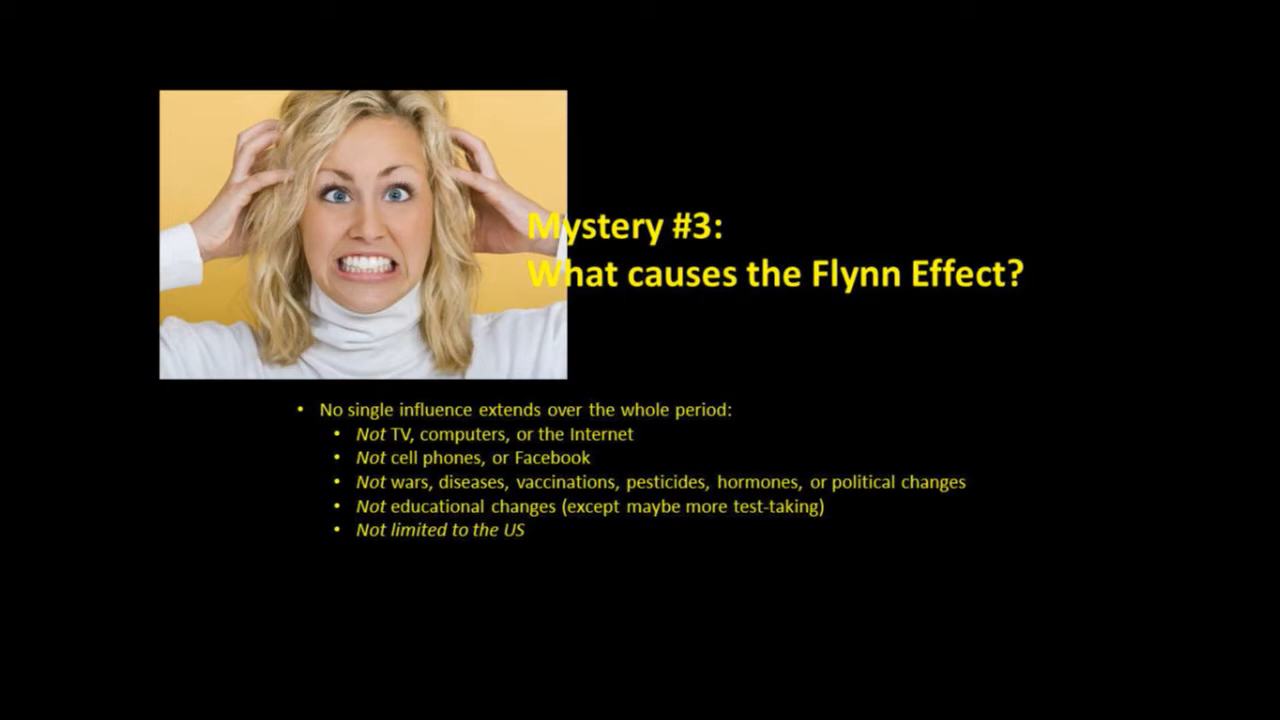 Mystery #3:
What causes the Flynn Effect?
• No single influence extends over the whole period:
• Not TV, computers, or the Internet
• Not cell phones, or Facebook
• Not wars, diseases, vaccinations, pesticides, hormones, or political changes
• Not educational changes (except maybe more test-taking)
• Not limited to the US